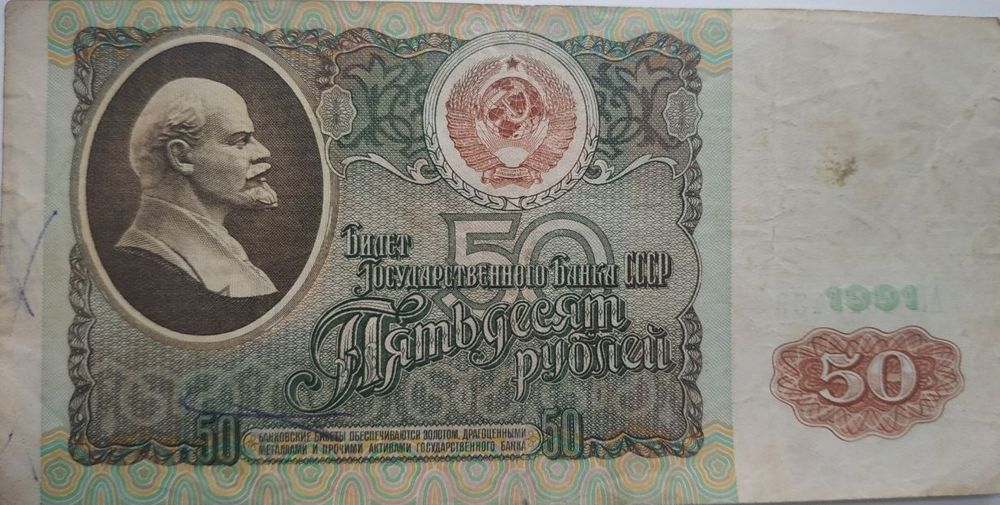 50
Билет
Государственного Банка СССР
Пятьдесят
рублей
50
БАНКОВСКИЕ БИЛЕТЫ ОБЕСПЕЧИВАЮТСЯ ЗОЛОТОМ, ДРАГОЦЕННЫМИ
МЕТАЛЛАМИ И ПРОЧИМИ АКТИВАМИ ГОСУДАРСТВЕННОГО БАНКА
50
1991
50